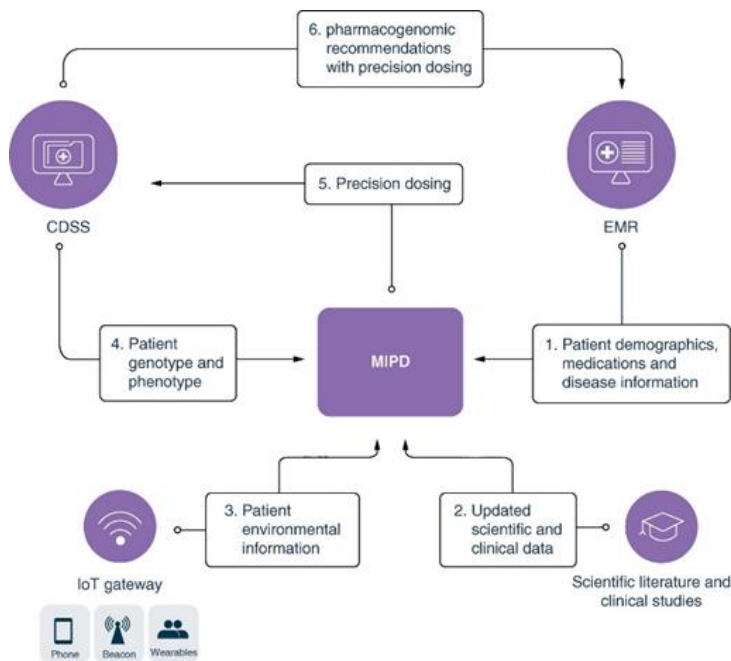 6. pharmacogenomic
recommendations
with precision dosing
5. Precision dosing
CDSS
EMR
4. Patient
genotype and
phenotype
MIPD
1. Patient demographics,
medications and
disease information
3. Patient
environmental
information
2. Updated
scientific and
clinical data
IoT gateway
Scientific literature and
clinical studies
Phone
Beacon
Wearables